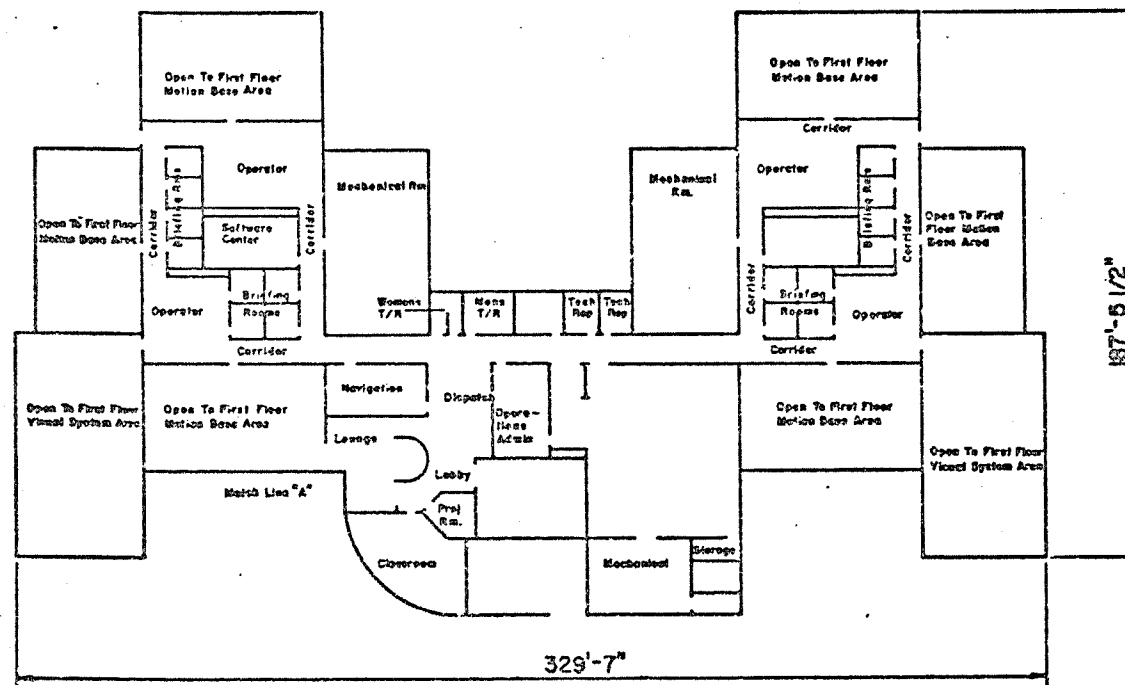 Open To First Floor
Motion Base Area
Open To First Floor
Motion Base Area
Corridor
Operator
Mechanical Rm
Mechanical
Rm.
Operator
Briefing Rms
Briefing Rms
Open To First Floor
Motion Base Area
Corridor
Software
Center
Corridor
Corridor
Open To First
Floor Motion
Base Area
Corridor
187'-5 1/2"
Operator
Briefing
Rooms
Womens
T/R
Mens
T/R
Tech
Rep
Tech
Rep
Briefing
Rooms
Operator
Corridor
Corridor
Navigation
Dispatch
Open To First Floor
Visual System Area
Open To First Floor
Motion Base Area
Opera-
tions
Admin
Open To First Floor
Motion Base Area
Lounge
Open To First Floor
Visual System Area
Lobby
Match Line "A"
Proj
Rm.
Classroom
Mechanical
Storage
329'-7"